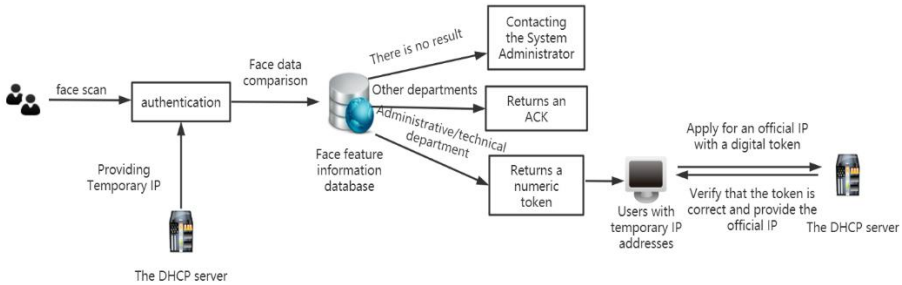 face scan
authentication
Providing
Temporary IP
The DHCP server
Face data
comparison
Face feature
information
database
There is no result
Other departments
Administrative/technical
department
Contacting
the System
Administrator
Returns an
ACK
Returns a
numeric
token
Users with
temporary IP
addresses
Apply for an official IP
with a digital token
Verify that the token is
correct and provide the
official IP
The DHCP server